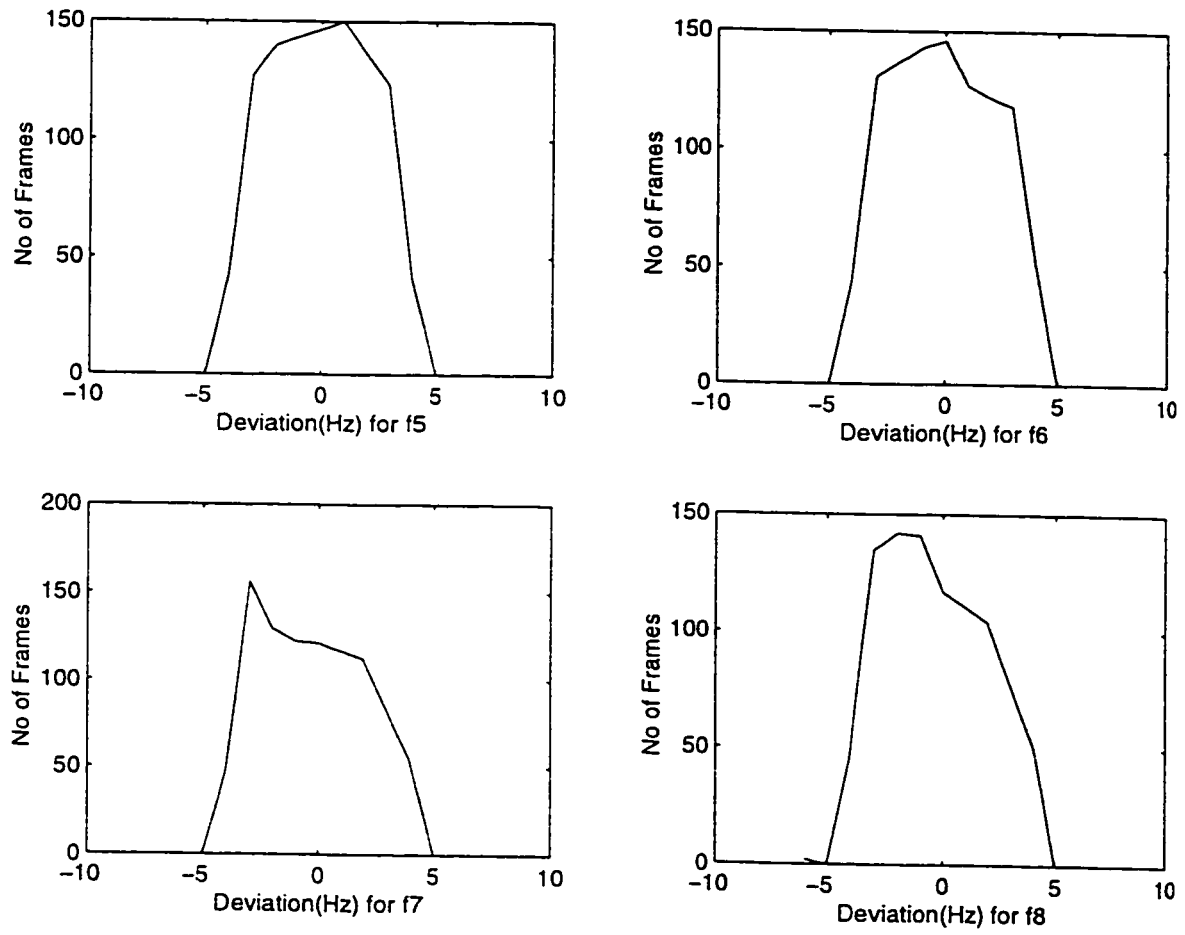 150
100
50
0
No of Frames
-10 -5 0 5 10
Deviation(Hz) for f5
150
100
50
0
No of Frames
-10 -5 0 5 10
Deviation(Hz) for f6
200
150
100
50
0
No of Frames
-10 -5 0 5 10
Deviation(Hz) for f7
150
100
50
0
No of Frames
-10 -5 0 5 10
Deviation(Hz) for f8